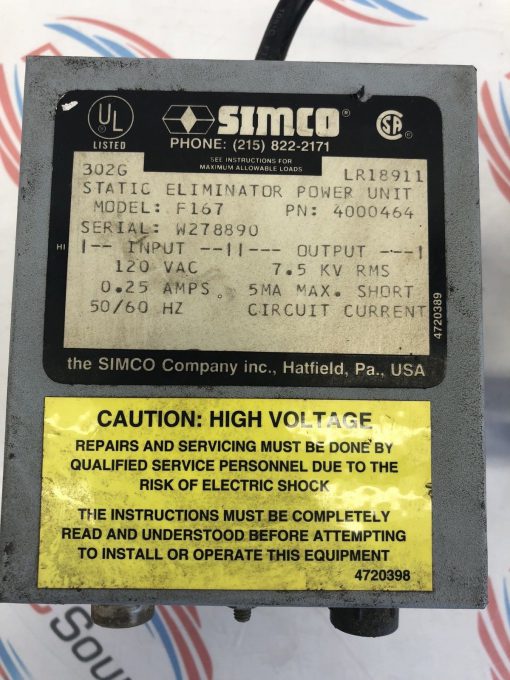 UL
LISTED
SIMCO®
SA
PHONE: (215) 822-2171
SEE INSTRUCTIONS FOR
MAXIMUM ALLOWABLE LOADS
302G LR18911
STATIC ELIMINATOR POWER UNIT
MODEL: F167 PN: 4000464
SERIAL: W278890
HI
|-- INPUT --||--- OUTPUT ---|
120 VAC 7.5 KV RMS
0.25 AMPS 5MA MAX. SHORT
50/60 HZ CIRCUIT CURRENT
4720389
the SIMCO Company inc., Hatfield, Pa., USA
CAUTION: HIGH VOLTAGE
REPAIRS AND SERVICING MUST BE DONE BY
QUALIFIED SERVICE PERSONNEL DUE TO THE
RISK OF ELECTRIC SHOCK
THE INSTRUCTIONS MUST BE COMPLETELY
READ AND UNDERSTOOD BEFORE ATTEMPTING
TO INSTALL OR OPERATE THIS EQUIPMENT
4720398